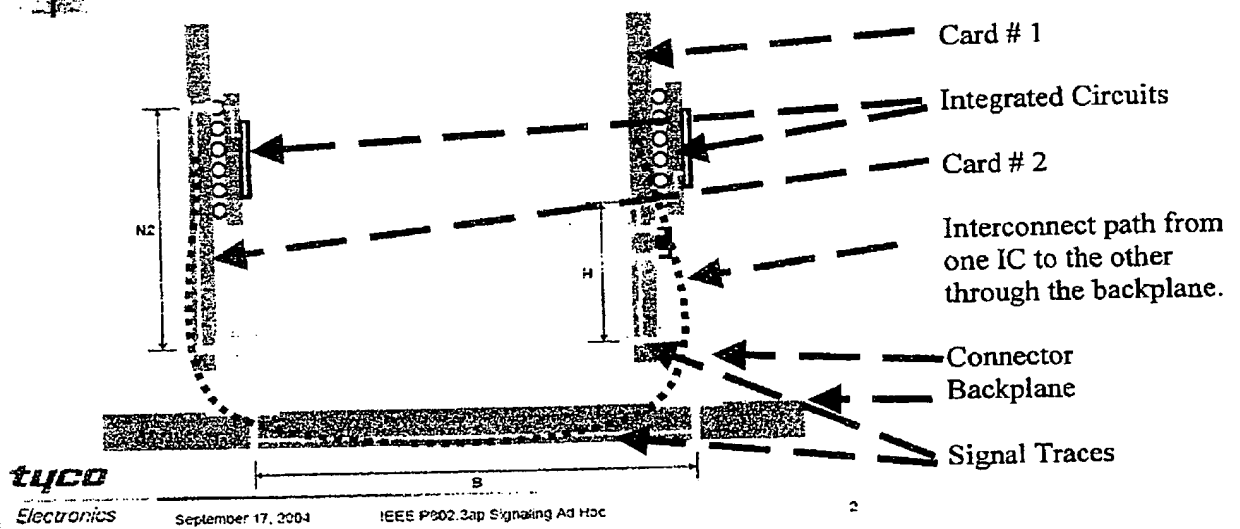 Card # 1
Integrated Circuits
Card # 2
Interconnect path from
one IC to the other
through the backplane.
Connector
Backplane
Signal Traces
N2
H
B
tyco
Electronics
September 17, 2004
IEEE P802.3ap Signaling Ad Hoc
2